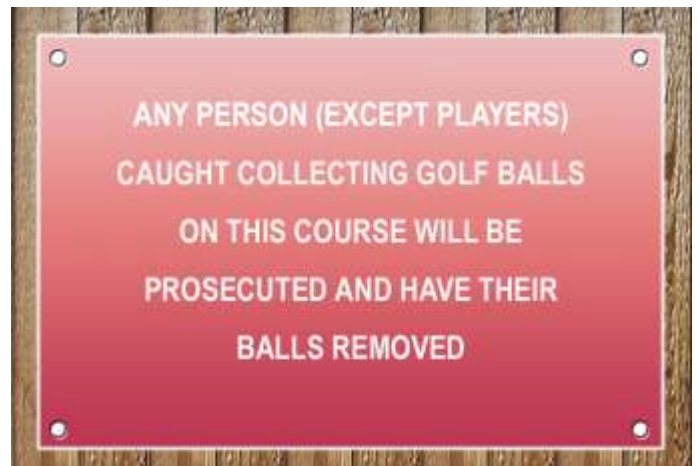 ANY PERSON (EXCEPT PLAYERS)
CAUGHT COLLECTING GOLF BALLS
ON THIS COURSE WILL BE
PROSECUTED AND HAVE THEIR
BALLS REMOVED